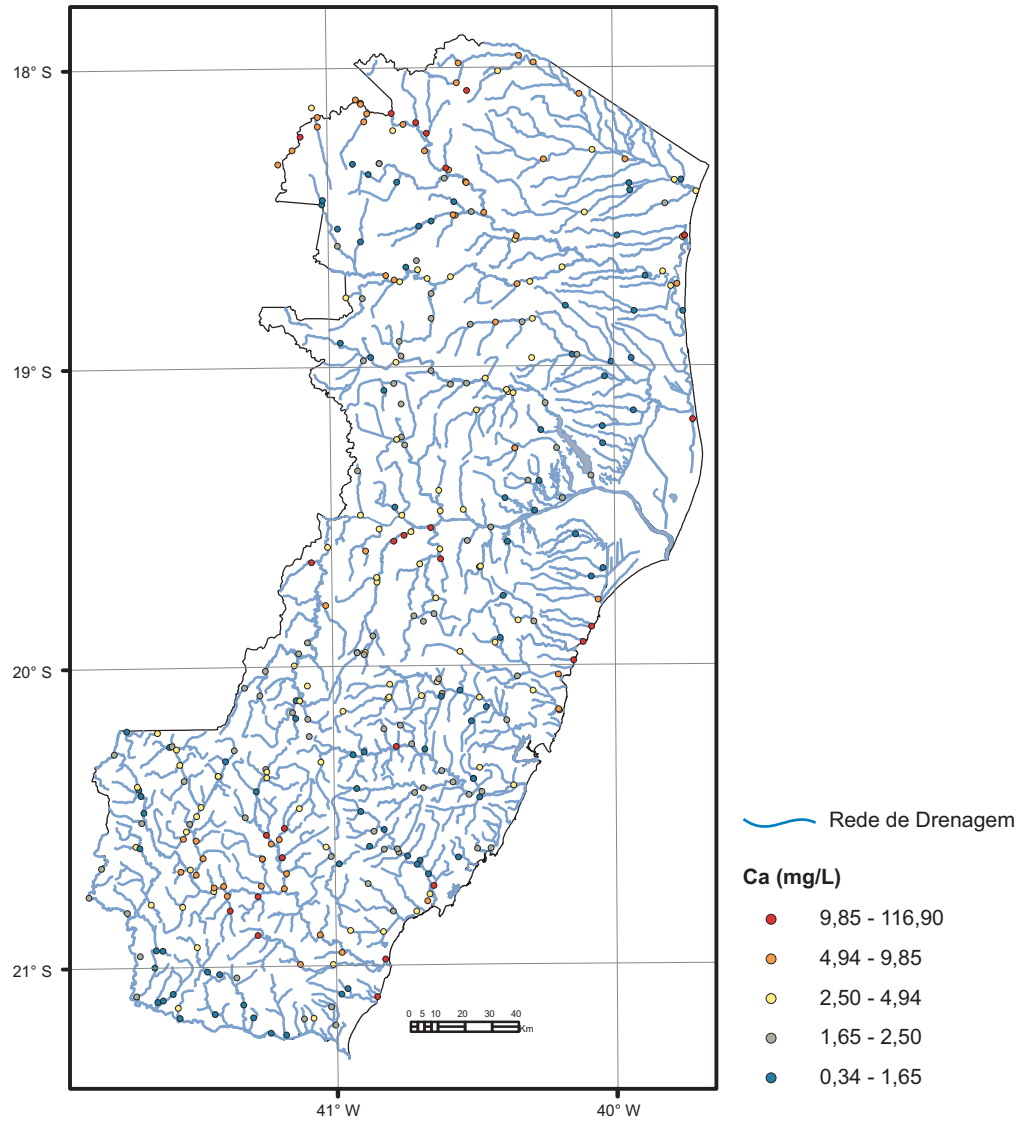 18° S
19° S
20° S
21° S
41° W
40° W
0 5 10 20 30 40
Km
Rede de Drenagem
Ca (mg/L)
9,85 - 116,90
4,94 - 9,85
2,50 - 4,94
1,65 - 2,50
0,34 - 1,65